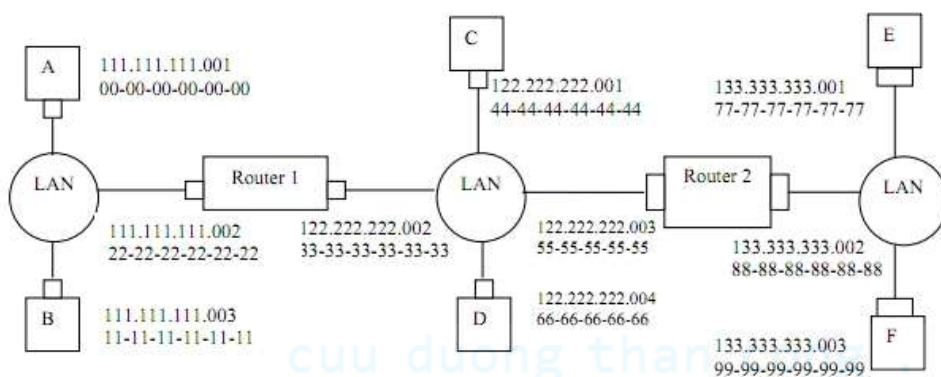 A
111.111.111.001
00-00-00-00-00-00
C
122.222.222.001
44-44-44-44-44-44
E
133.333.333.001
77-77-77-77-77-77
LAN
Router 1
LAN
Router 2
LAN
111.111.111.002
22-22-22-22-22-22
122.222.222.002
33-33-33-33-33-33
122.222.222.003
55-55-55-55-55
133.333.333.002
88-88-88-88-88-88
B
111.111.111.003
11-11-11-11-11-11
D
122.222.222.004
66-66-66-66-66
133.333.333.003
99-99-99-99-99-99
F
cuu duong than